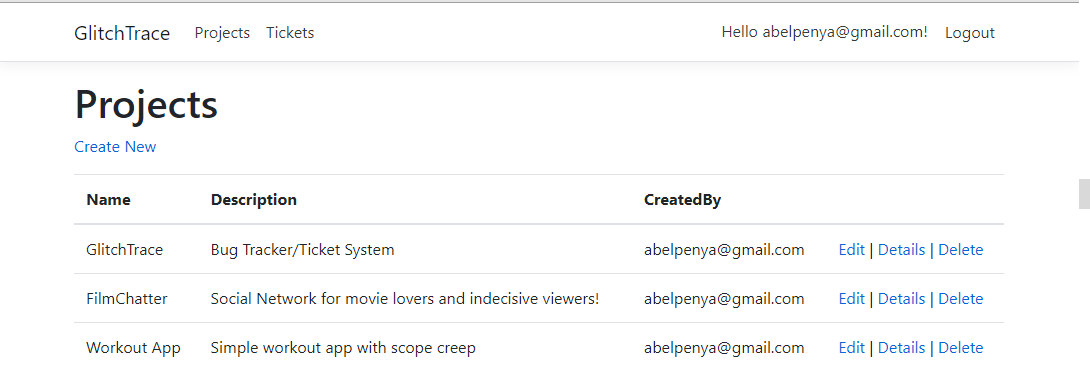 GlitchTrace Projects Tickets Hello abelpenya@gmail.com! Logout
Projects
Create New
Name Description CreatedBy
GlitchTrace Bug Tracker/Ticket System abelpenya@gmail.com Edit | Details | Delete
FilmChatter Social Network for movie lovers and indecisive viewers! abelpenya@gmail.com Edit | Details | Delete
Workout App Simple workout app with scope creep abelpenya@gmail.com Edit | Details | Delete